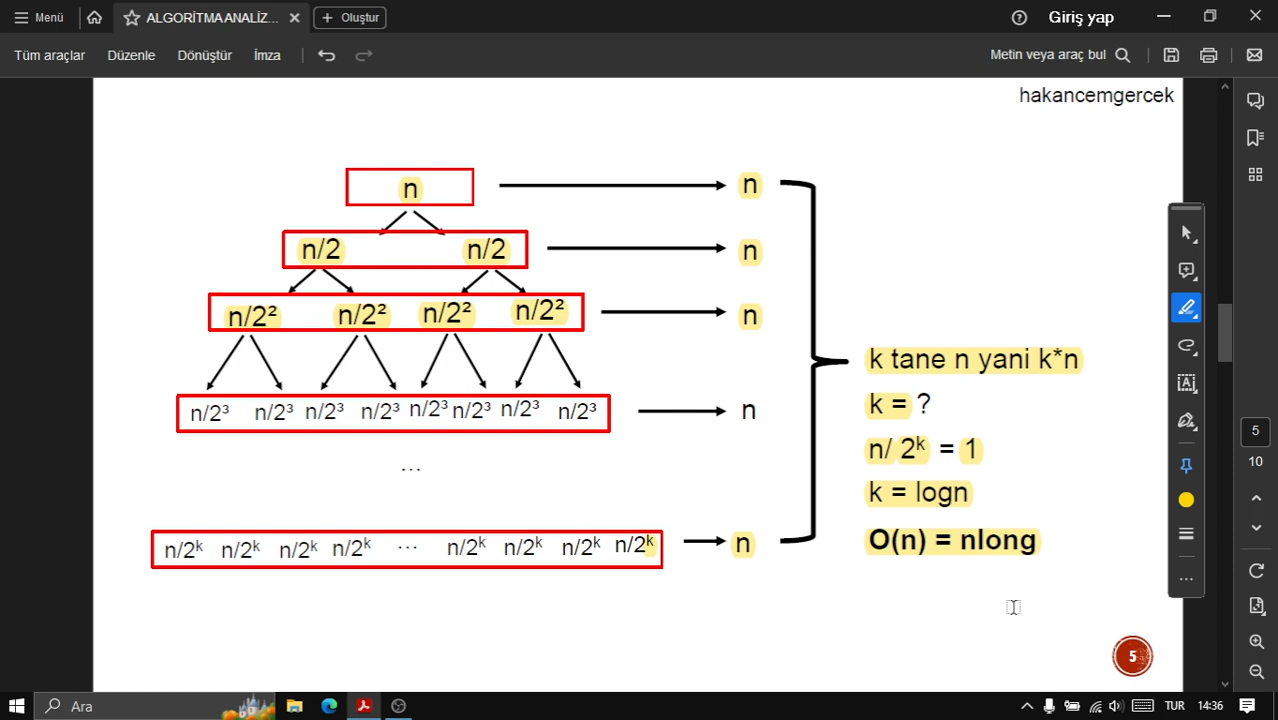 Menü
ALGORİTMA ANALİZ...
Oluştur
Giriş yap
Tüm araçlar
Düzenle
Dönüştür
İmza
Metin veya araç bul
hakancemgercek
n
n
n/2 n/2
n
n/2² n/2² n/2² n/2²
n
n/2³ n/2³ n/2³ n/2³ n/2³ n/2³ n/2³ n/2³
n
...
n/2ᵏ n/2ᵏ n/2ᵏ n/2ᵏ ... n/2ᵏ n/2ᵏ n/2ᵏ n/2ᵏ
n
k tane n yani k*n
k = ?
n/ 2ᵏ = 1
k = logn
O(n) = nlong
5
5
10
Ara
TUR
14:36